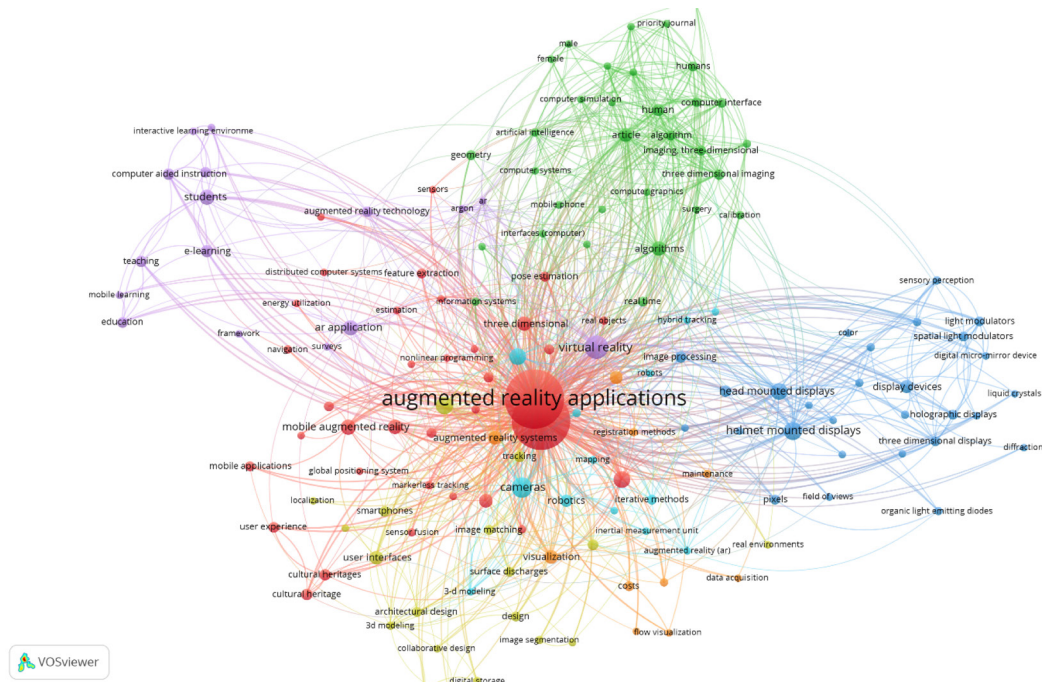 priority journal
male
female
humans
computer simulation
human
computer interface
interactive learning environme
artificial intelligence
article
algorithm
geometry
imaging, three-dimensional
computer aided instruction
computer systems
three dimensional imaging
students
sensors
computer graphics
ar
augmented reality technology
argon
mobile phone
surgery
calibration
interfaces (computer)
e-learning
algorithms
teaching
distributed computer systems
feature extraction
pose estimation
sensory perception
mobile learning
energy utilization
information systems
real time
education
estimation
three dimensional
real objects
hybrid tracking
light modulators
framework
ar application
color
spatial light modulators
navigation
surveys
virtual reality
nonlinear programming
image processing
digital micro-mirror device
robots
augmented reality applications
head mounted displays
display devices
liquid crystals
holographic displays
mobile augmented reality
augmented reality systems
registration methods
helmet mounted displays
three dimensional displays
diffraction
tracking
mapping
mobile applications
global positioning system
maintenance
markerless tracking
cameras
localization
robotics
iterative methods
pixels
field of views
smartphones
organic light emitting diodes
user experience
sensor fusion
image matching
inertial measurement unit
real environments
augmented reality (ar)
user interfaces
visualization
cultural heritages
surface discharges
data acquisition
costs
cultural heritage
3-d modeling
architectural design
design
3d modeling
flow visualization
image segmentation
collaborative design
VOSviewer
digital storage